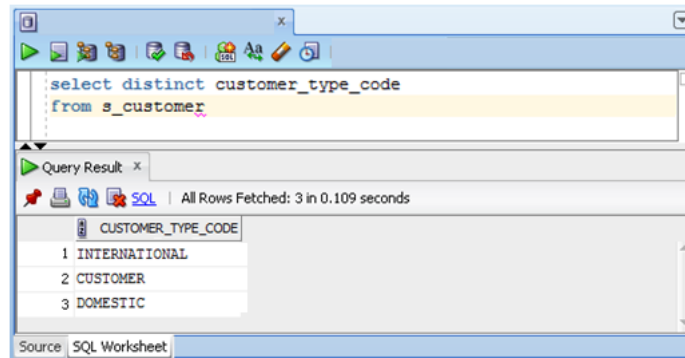 select distinct customer_type_code
from s_customer
Query Result x
SQL | All Rows Fetched: 3 in 0.109 seconds
CUSTOMER_TYPE_CODE
1 INTERNATIONAL
2 CUSTOMER
3 DOMESTIC
Source SQL Worksheet